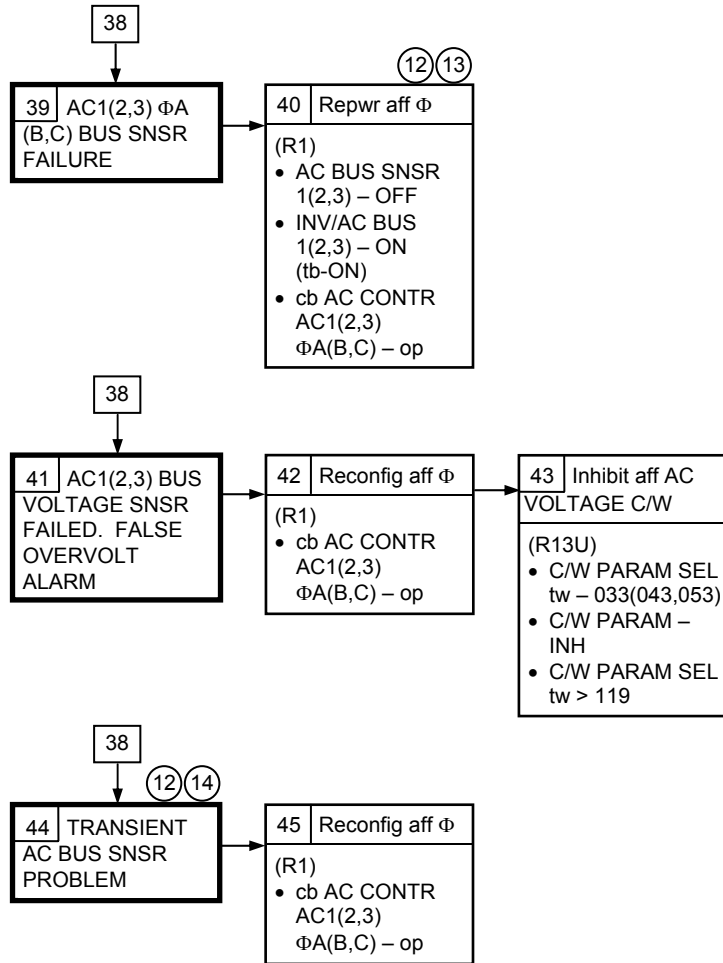 38
12 13
39 AC1(2,3) ΦA
(B,C) BUS SNSR
FAILURE
40 Repwr aff Φ
(R1)
• AC BUS SNSR
1(2,3) – OFF
• INV/AC BUS
1(2,3) – ON
(tb-ON)
• cb AC CONTR
AC1(2,3)
ΦA(B,C) – op
38
41 AC1(2,3) BUS
VOLTAGE SNSR
FAILED. FALSE
OVERVOLT
ALARM
42 Reconfig aff Φ
(R1)
• cb AC CONTR
AC1(2,3)
ΦA(B,C) – op
43 Inhibit aff AC
VOLTAGE C/W
(R13U)
• C/W PARAM SEL
tw – 033(043,053)
• C/W PARAM –
INH
• C/W PARAM SEL
tw > 119
38
12 14
44 TRANSIENT
AC BUS SNSR
PROBLEM
45 Reconfig aff Φ
(R1)
• cb AC CONTR
AC1(2,3)
ΦA(B,C) – op